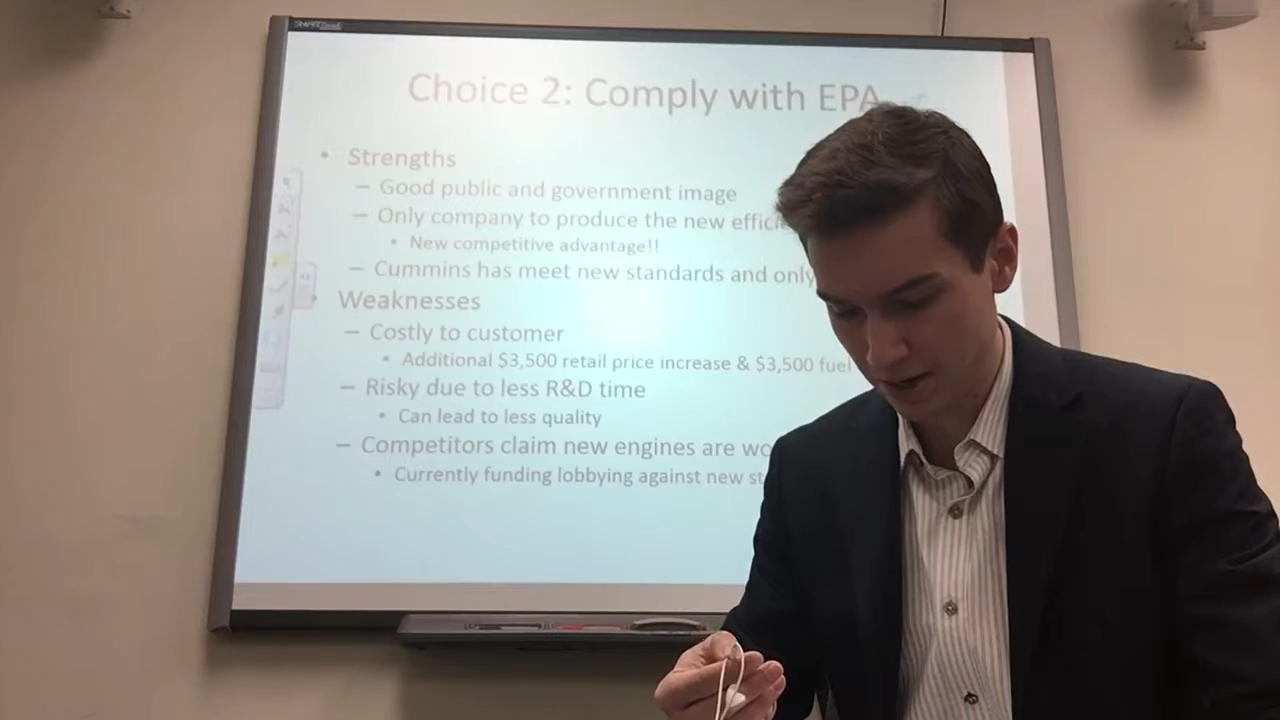 Choice 2: Comply with EPA
• Strengths
– Good public and government image
– Only company to produce the new
• New competitive advantage!!
– Cummins has meet new standards and only
Weaknesses
– Costly to customer
• Additional $3,500 retail price increase & $3,500 fuel
– Risky due to less R&D time
• Can lead to less quality
– Competitors claim new engines are
• Currently funding lobbying against new